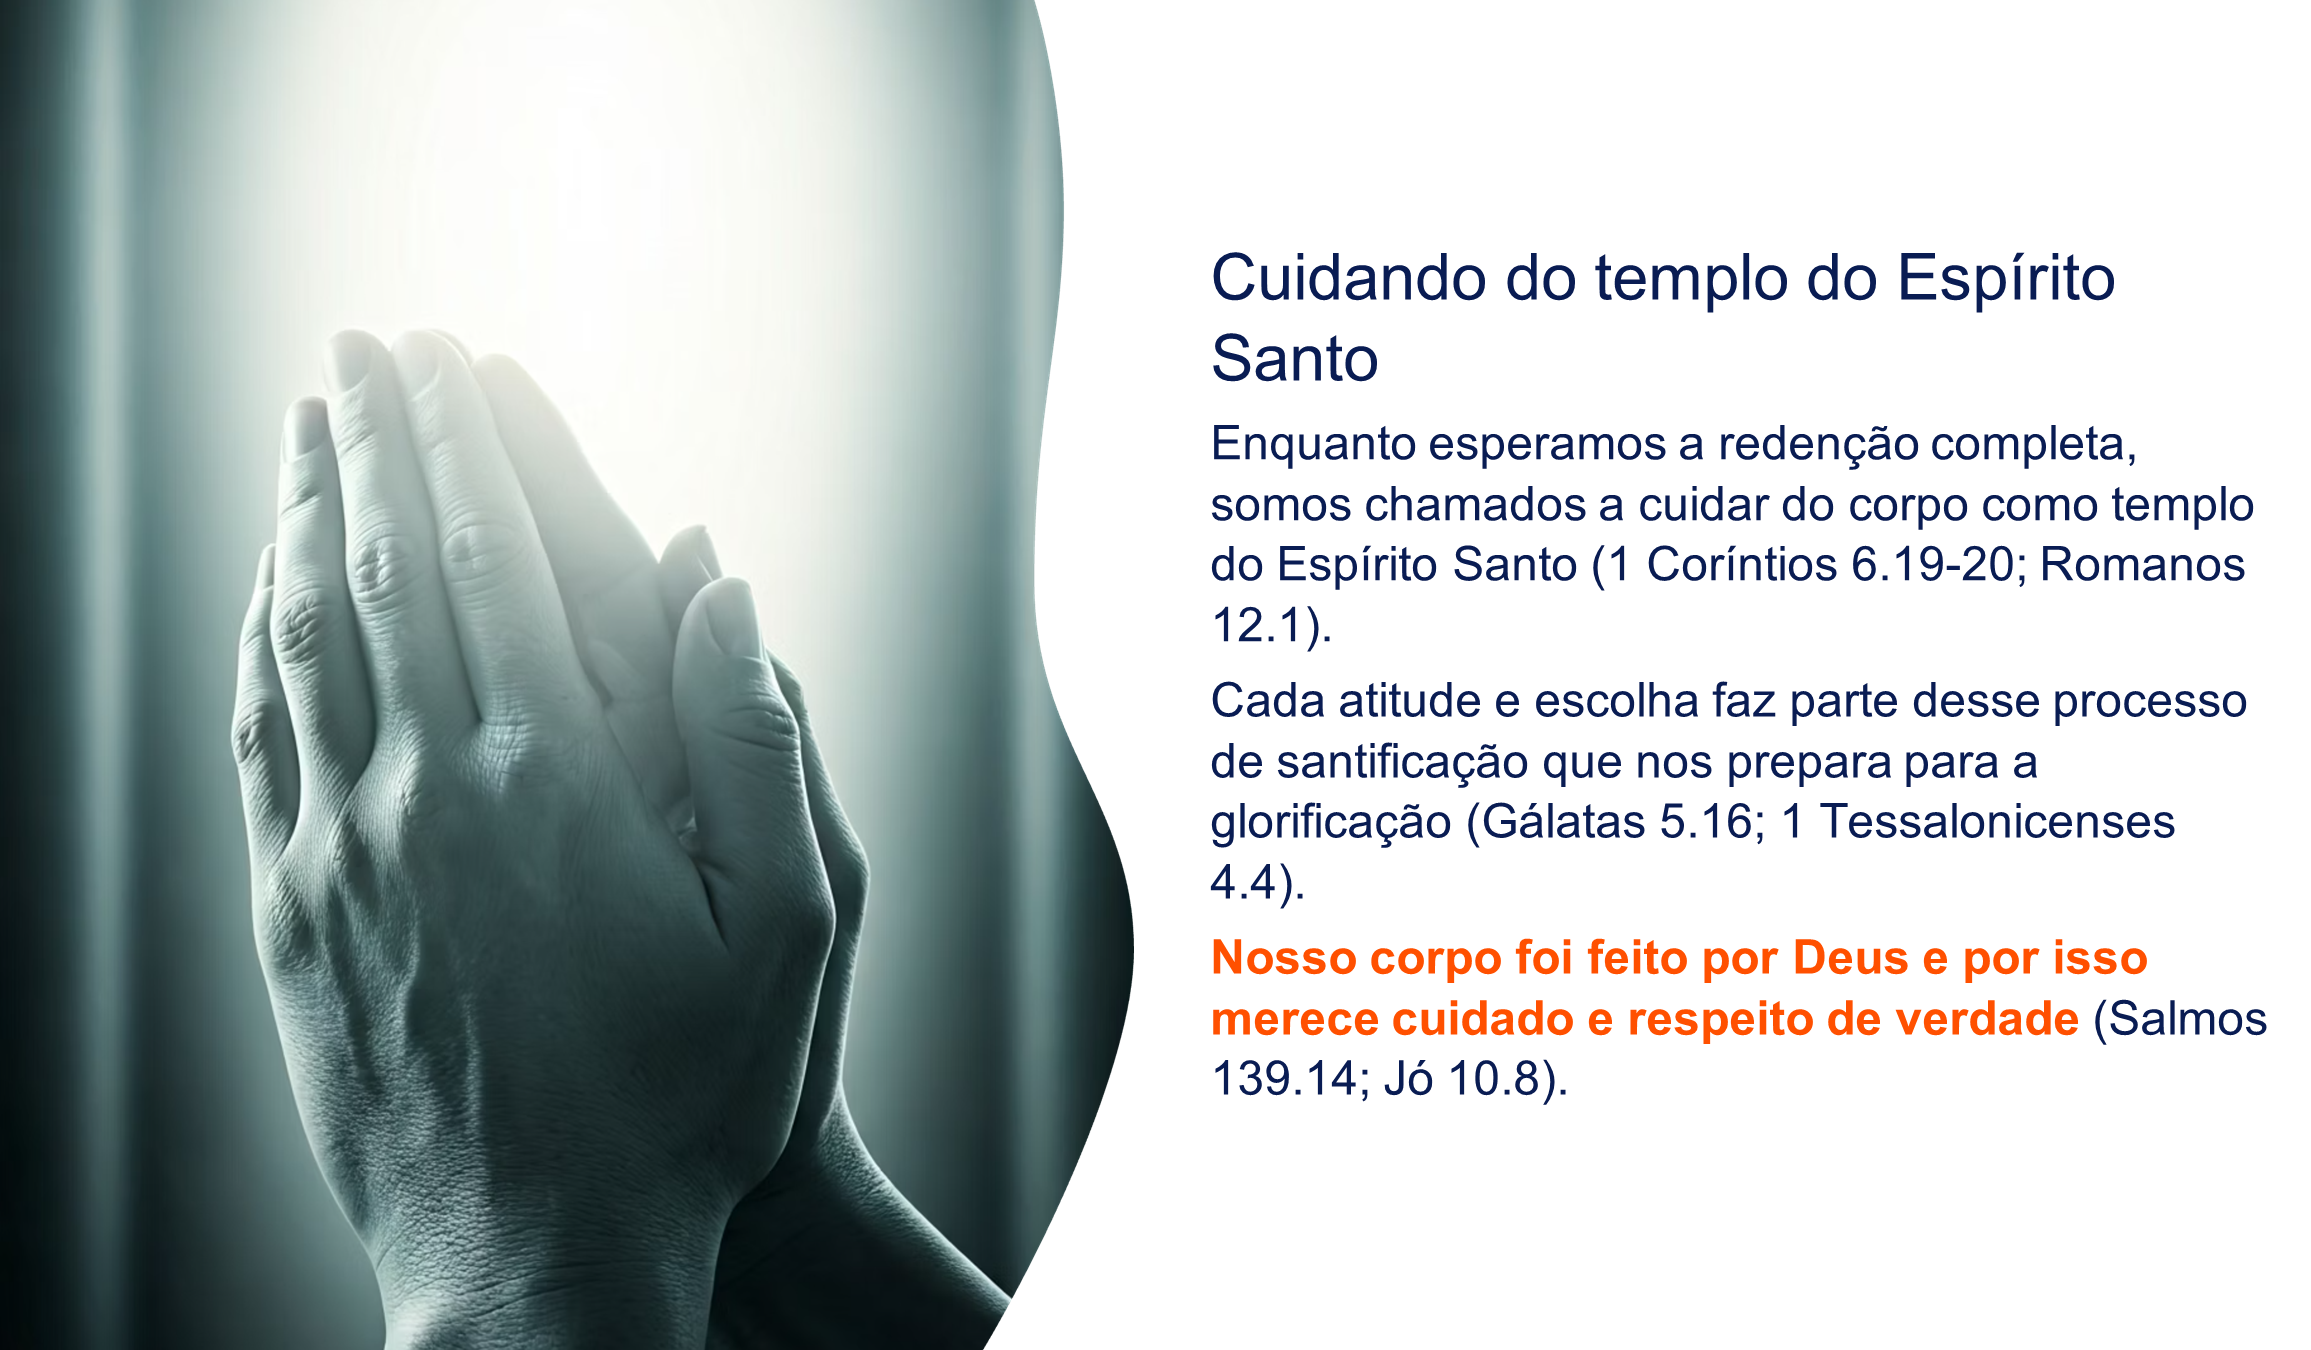 Cuidando do templo do Espírito
Santo
Enquanto esperamos a redenção completa,
somos chamados a cuidar do corpo como templo
do Espírito Santo (1 Coríntios 6.19-20; Romanos
12.1).
Cada atitude e escolha faz parte desse processo
de santificação que nos prepara para a
glorificação (Gálatas 5.16; 1 Tessalonicenses
4.4).
Nosso corpo foi feito por Deus e por isso
merece cuidado e respeito de verdade (Salmos
139.14; Jó 10.8).